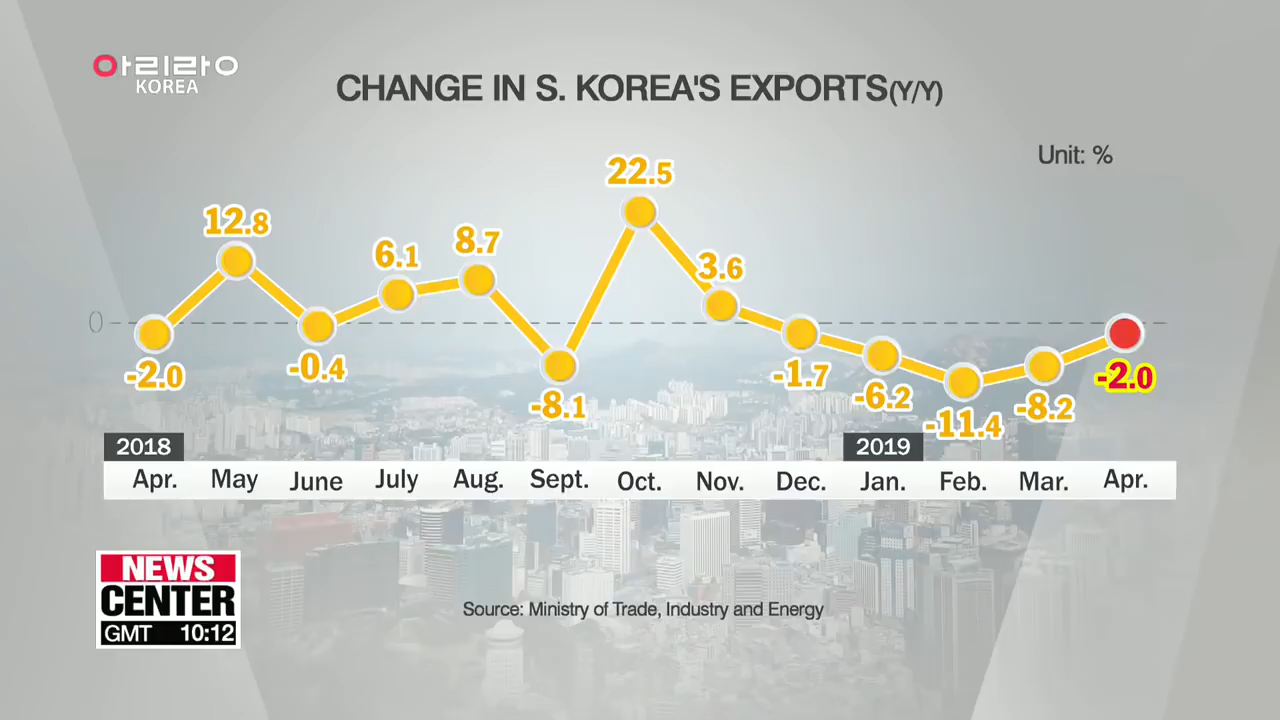 아리랑
KOREA
CHANGE IN S. KOREA'S EXPORTS(Y/Y)
Unit: %
22.5
12.8
8.7
6.1
3.6
0
-2.0
-0.4
-8.1
-1.7
-6.2
-11.4
-8.2
-2.0
2018
2019
Apr. May June July Aug. Sept. Oct. Nov. Dec. Jan. Feb. Mar. Apr.
NEWS
CENTER
GMT 10:12
Source: Ministry of Trade, Industry and Energy